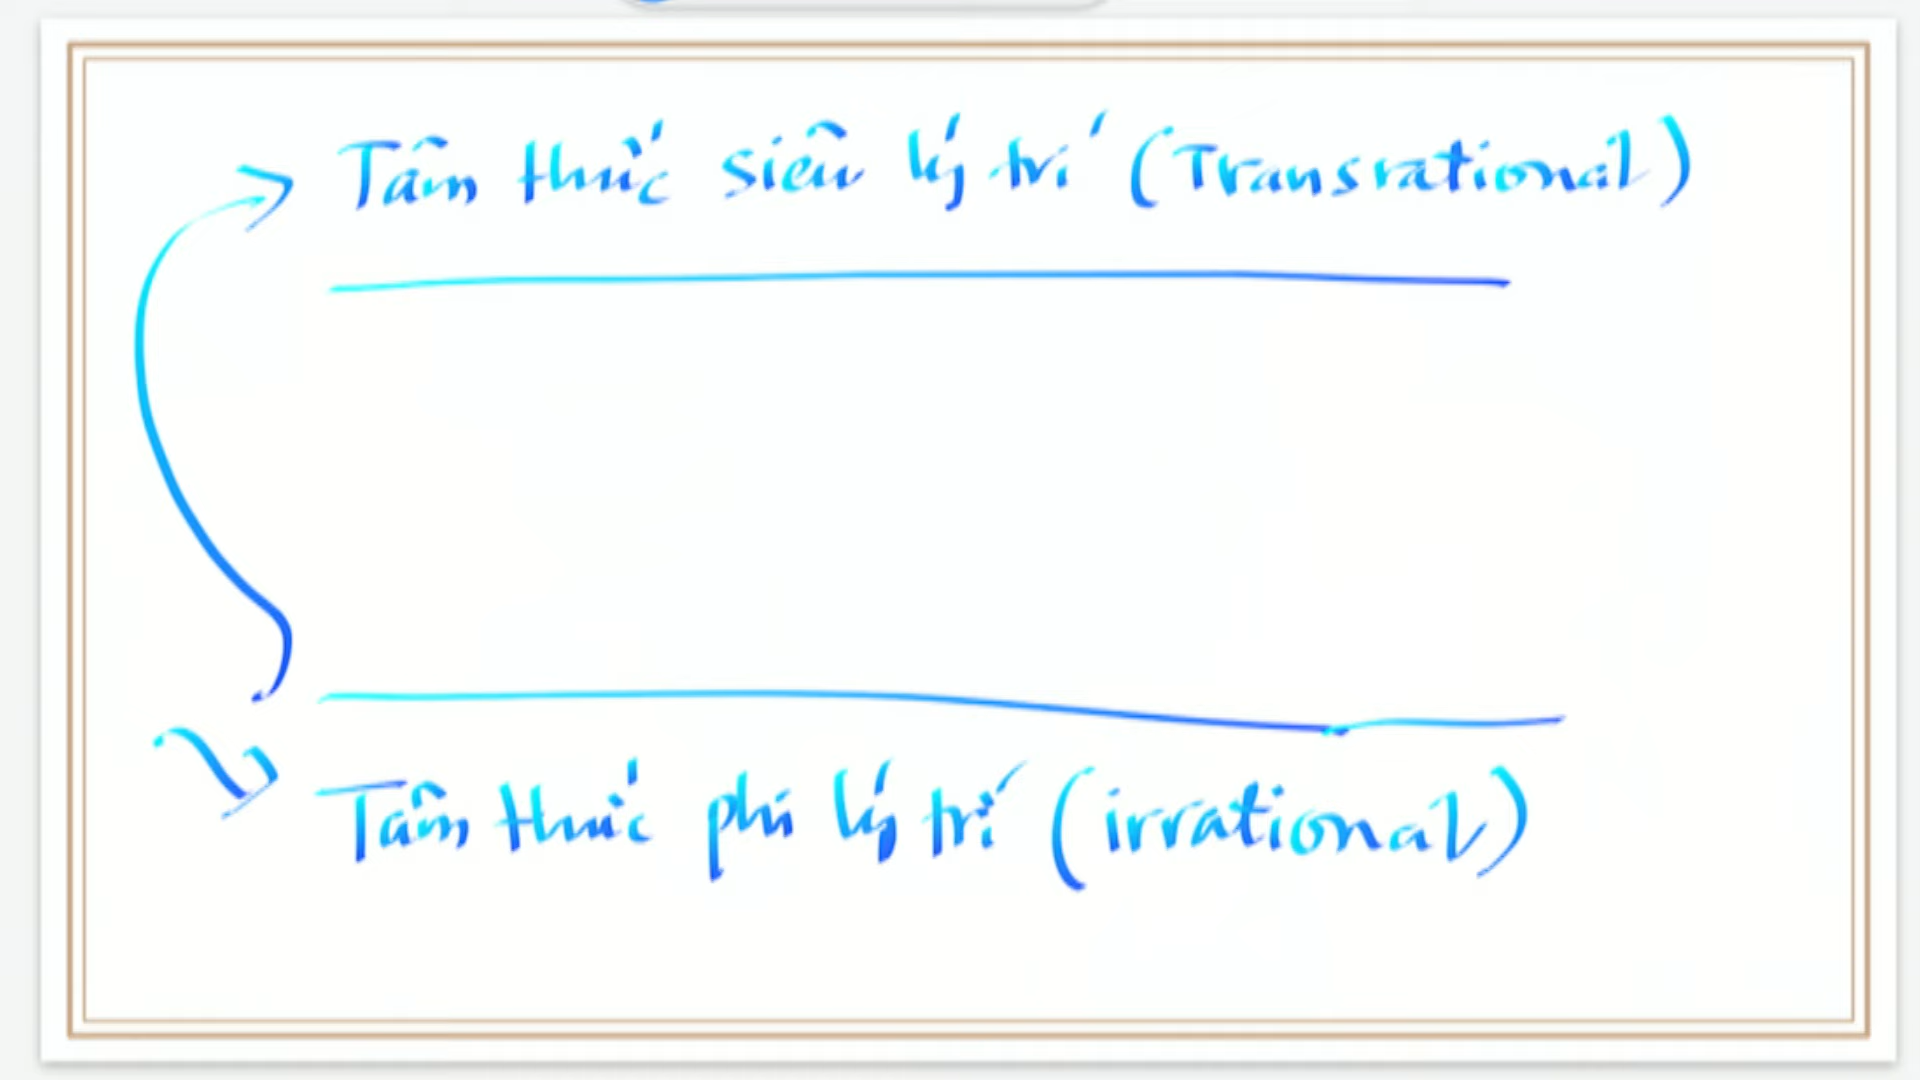 Tâm thức siêu lý trí (Transrational)
Tâm thức phi lý trí (irrational)